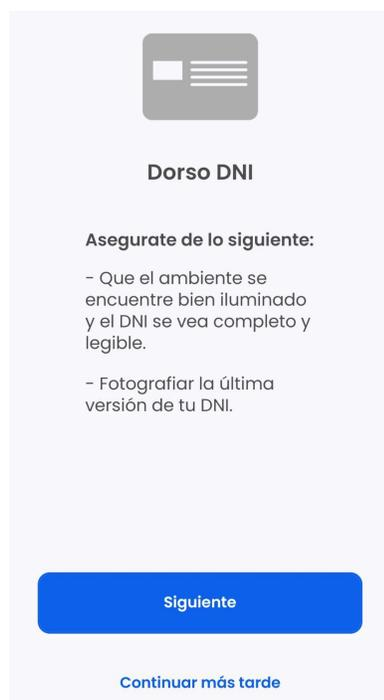 Dorso DNI
Asegurate de lo siguiente:
- Que el ambiente se
encuentre bien iluminado
y el DNI se vea completo y
legible.
- Fotografiar la última
versión de tu DNI.
Siguiente
Continuar más tarde